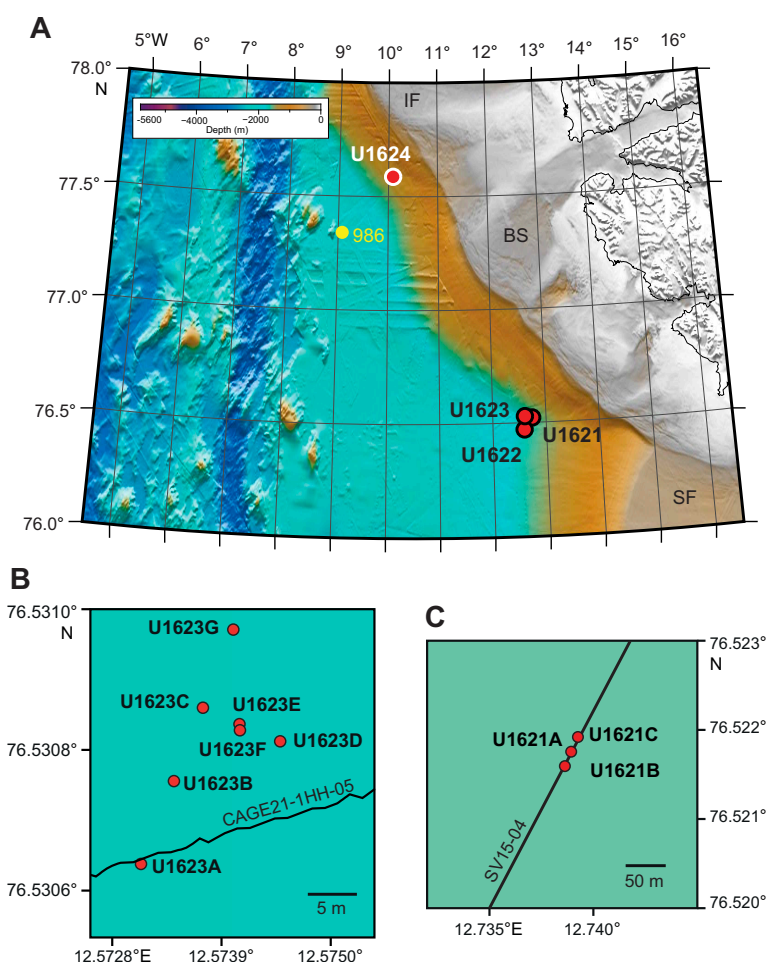 A
5°W 6° 7° 8° 9° 10° 11° 12° 13° 14° 15° 16°
78.0°
N
IF
-5600 −4000 −2000 0
Depth (m)
U1624
77.5°
986
BS
77.0°
76.5°
U1623
U1621
U1622
SF
76.0°
B
76.5310°
N
U1623G
U1623C
U1623E
U1623F
U1623D
76.5308°
U1623B
CAGE21-1HH-05
U1623A
76.5306°
5 m
12.5728°E 12.5739° 12.5750°
C
76.523°
N
76.522°
U1621A
U1621C
U1621B
76.521°
SV15-04
50 m
76.520°
12.735°E 12.740°